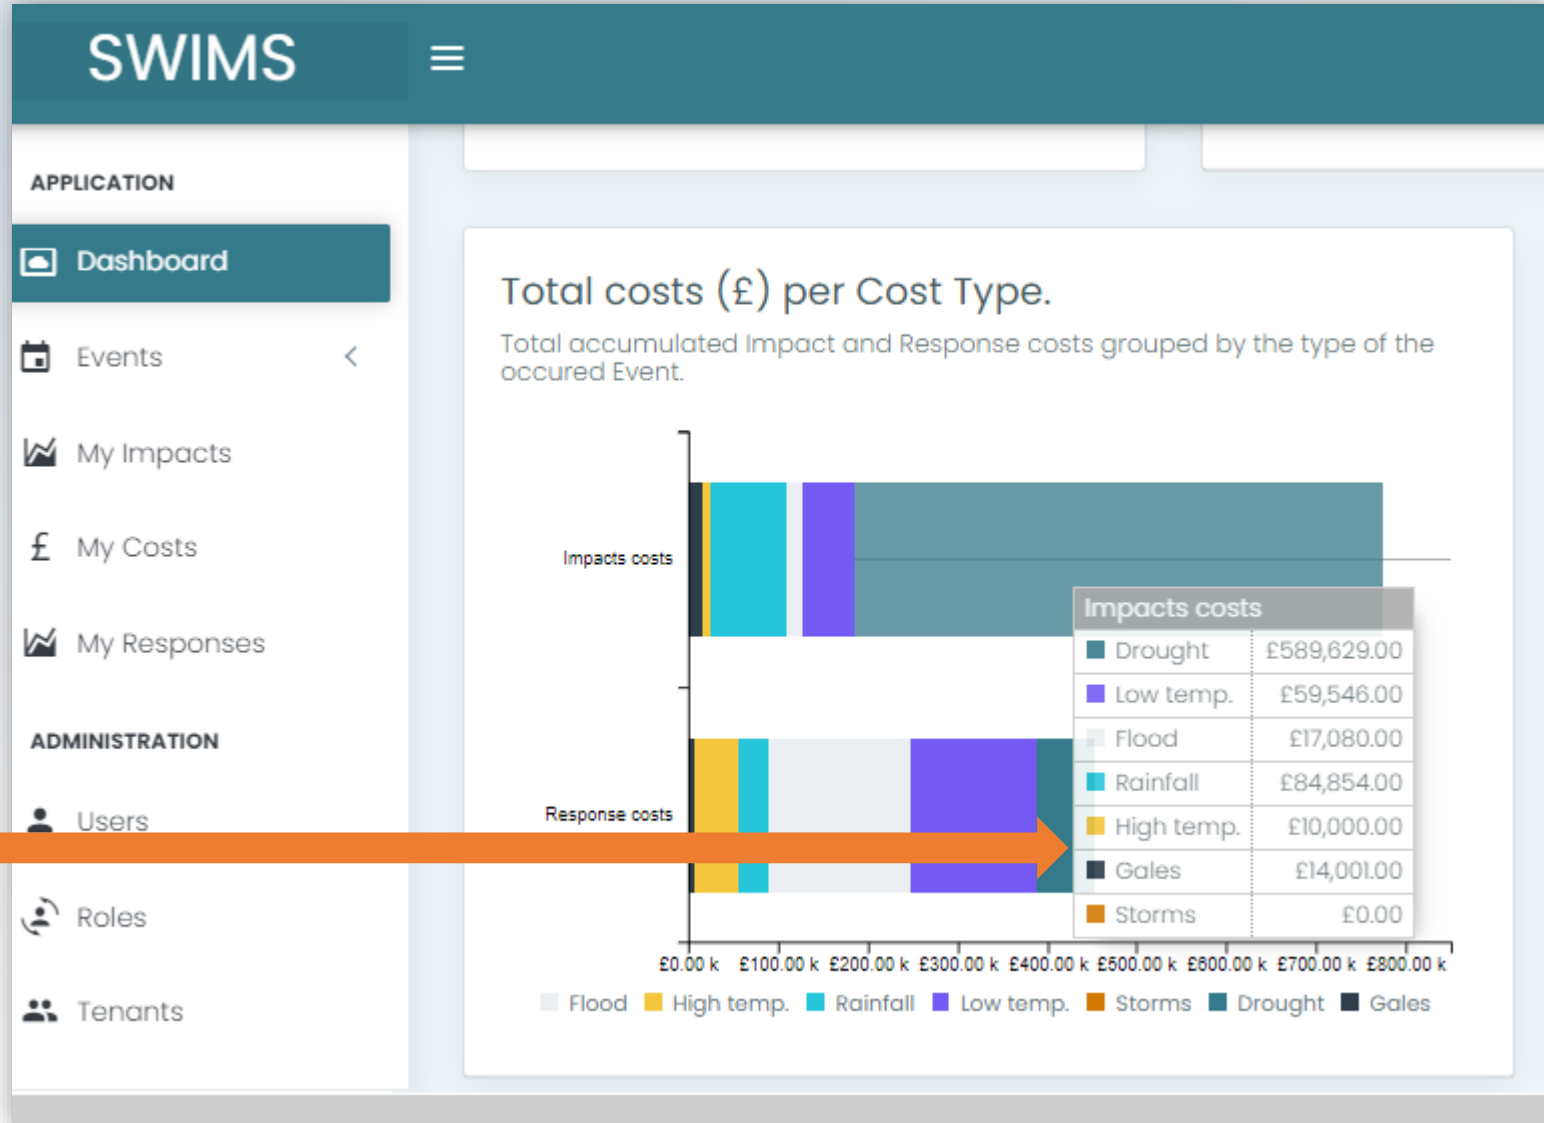 SWIMS
APPLICATION
Dashboard
Events
My Impacts
£ My Costs
My Responses
ADMINISTRATION
Users
Roles
Tenants
Total costs (£) per Cost Type.
Total accumulated Impact and Response costs grouped by the type of the
occured Event.
Impacts costs
Response costs
Impacts costs
Drought £589,629.00
Low temp. £59,546.00
Flood £17,080.00
Rainfall £84,854.00
High temp. £10,000.00
Gales £14,001.00
Storms £0.00
£0.00 k £100.00 k £200.00 k £300.00 k £400.00 k £500.00 k £600.00 k £700.00 k £800.00 k
Flood High temp. Rainfall Low temp. Storms Drought Gales